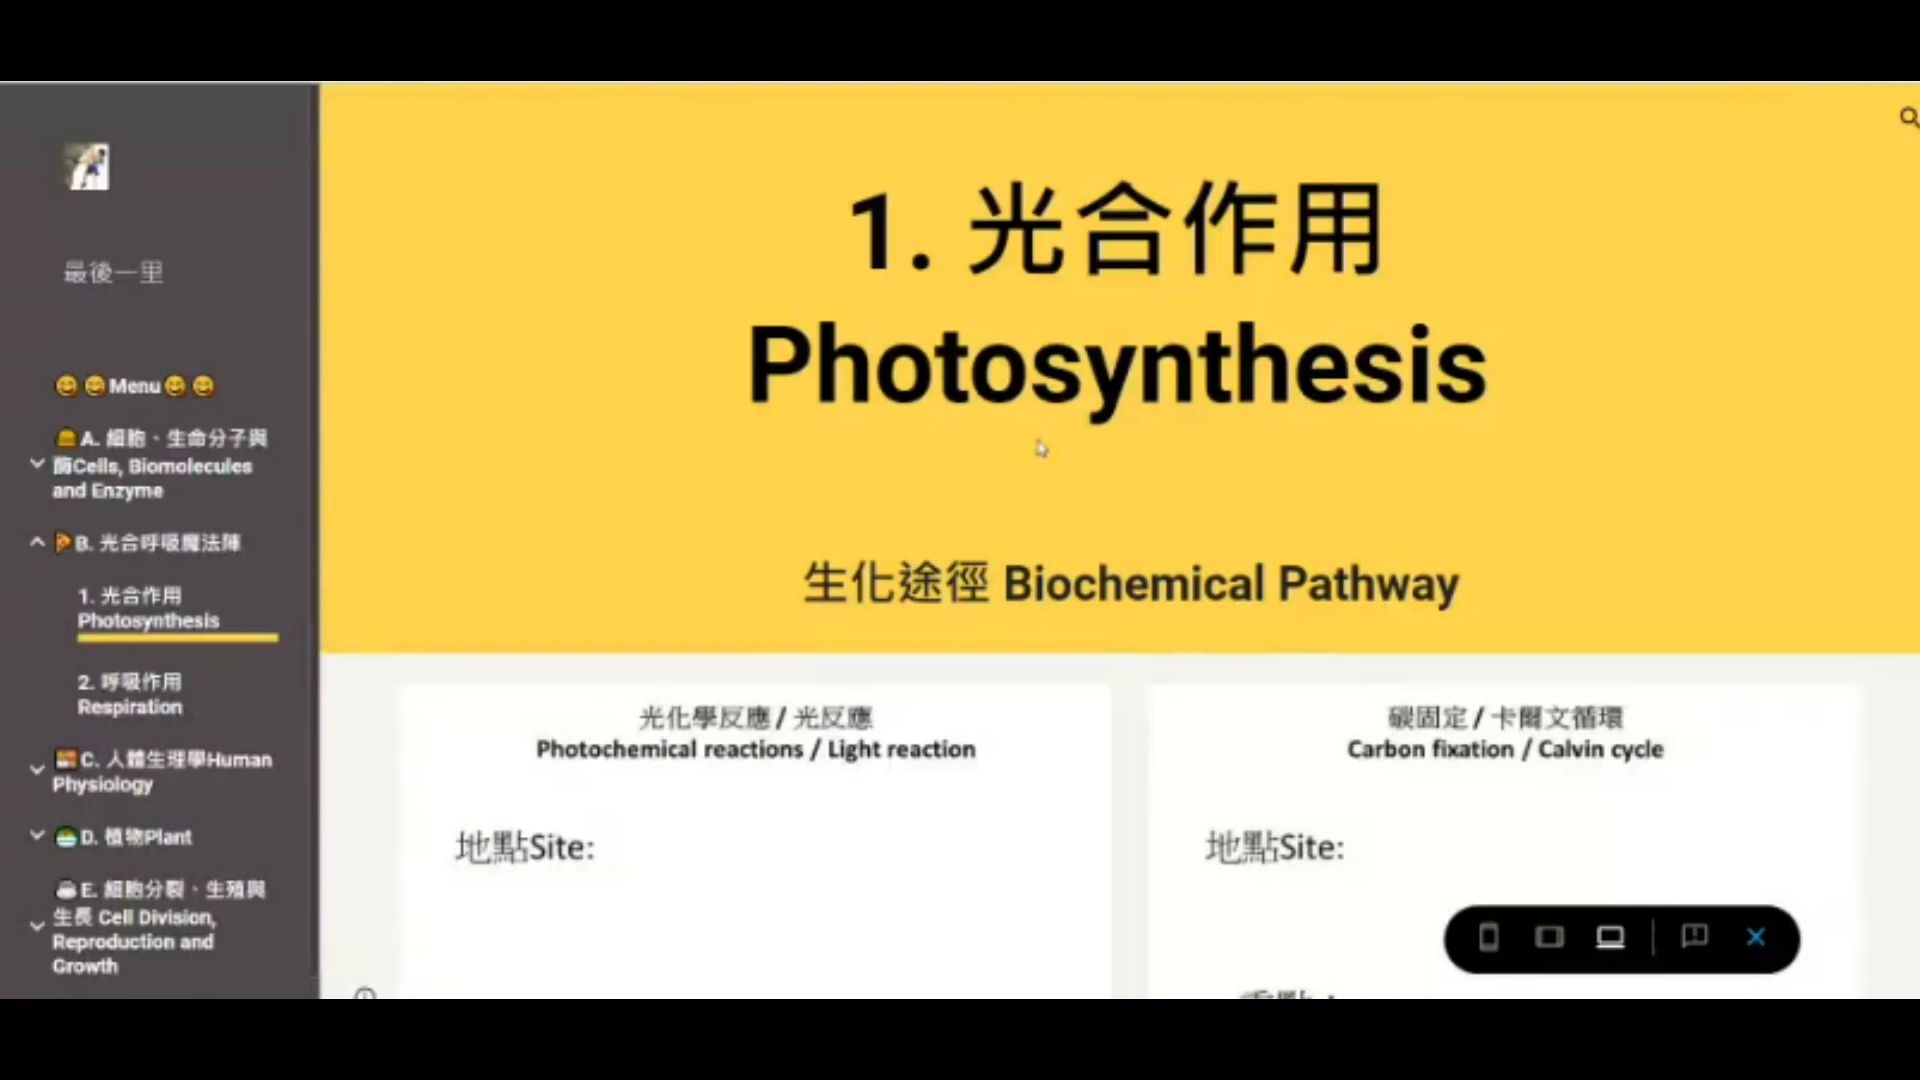 最後一里
Menu
A. 細胞、生命分子與
酶Cells, Biomolecules
and Enzyme
B. 光合呼吸魔法陣
1. 光合作用
Photosynthesis
2. 呼吸作用
Respiration
C. 人體生理學Human
Physiology
D. 植物Plant
E. 細胞分裂、生殖與
生長 Cell Division,
Reproduction and
Growth
1. 光合作用
Photosynthesis
生化途徑 Biochemical Pathway
光化學反應 / 光反應
Photochemical reactions / Light reaction
地點Site:
碳固定 / 卡爾文循環
Carbon fixation / Calvin cycle
地點Site: